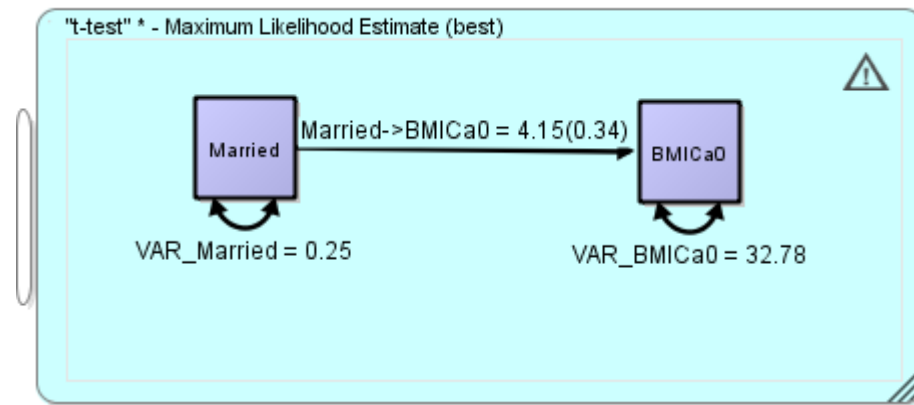 "t-test" * - Maximum Likelihood Estimate (best)
Married->BMICa0 = 4.15(0.34)
Married
BMICa0
VAR_Married = 0.25
VAR_BMICa0 = 32.78